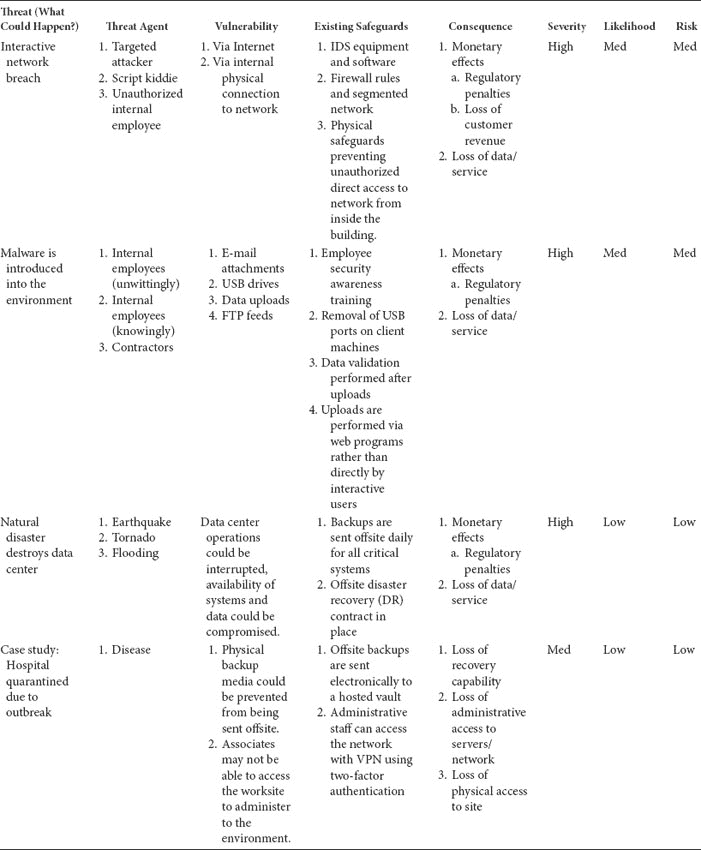 Threat (What Could Happen?) Threat Agent Vulnerability Existing Safeguards Consequence Severity Likelihood Risk
Interactive
network
breach
1. Targeted
attacker
2. Script kiddie
3. Unauthorized
internal
employee
1. Via Internet
2. Via internal
physical
connection
to network
1. IDS equipment
and software
2. Firewall rules
and segmented
network
3. Physical
safeguards
preventing
unauthorized
direct access to
network from
inside the
building.
1. Monetary
effects
a. Regulatory
penalties
b. Loss of
customer
revenue
2. Loss of data/
service
High Med Med
Malware is
introduced
into the
environment
1. Internal
employees
(unwittingly)
2. Internal
employees
(knowingly)
3. Contractors
1. E-mail
attachments
2. USB drives
3. Data uploads
4. FTP feeds
1. Employee
security
awareness
training
2. Removal of USB
ports on client
machines
3. Data validation
performed after
uploads
4. Uploads are
performed via
web programs
rather than
directly by
interactive
users
1. Monetary
effects
a. Regulatory
penalties
2. Loss of data/
service
High Med Med
Natural
disaster
destroys data
center
1. Earthquake
2. Tornado
3. Flooding
Data center
operations
could be
interrupted,
availability of
systems and
data could be
compromised.
1. Backups are
sent offsite daily
for all critical
systems
2. Offsite disaster
recovery (DR)
contract in
place
1. Monetary
effects
a. Regulatory
penalties
2. Loss of data/
service
High Low Low
Case study:
Hospital
quarantined
due to
outbreak
1. Disease
1. Physical
backup
media could
be prevented
from being
sent offsite.
2. Associates
may not be
able to access
the worksite
to administer
to the
environment.
1. Offsite backups
are sent
electronically to
a hosted vault
2. Administrative
staff can access
the network
with VPN using
two-factor
authentication
1. Loss of
recovery
capability
2. Loss of
administrative
access to
servers/
network
3. Loss of
physical access
to site
Med Low Low